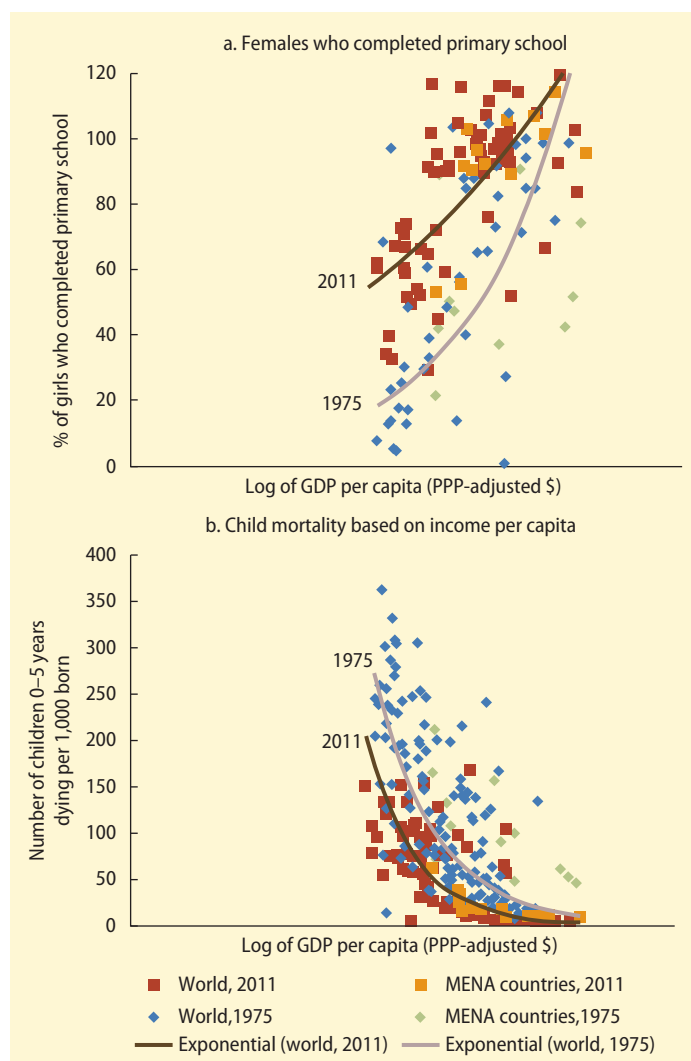 a. Females who completed primary school
% of girls who completed primary school
120
100
80
60
40
20
0
2011
1975
Log of GDP per capita (PPP-adjusted $)
b. Child mortality based on income per capita
Number of children 0–5 years
dying per 1,000 born
400
350
300
250
200
150
100
50
0
1975
2011
Log of GDP per capita (PPP-adjusted $)
World, 2011
MENA countries, 2011
World,1975
MENA countries,1975
Exponential (world, 2011)
Exponential (world, 1975)